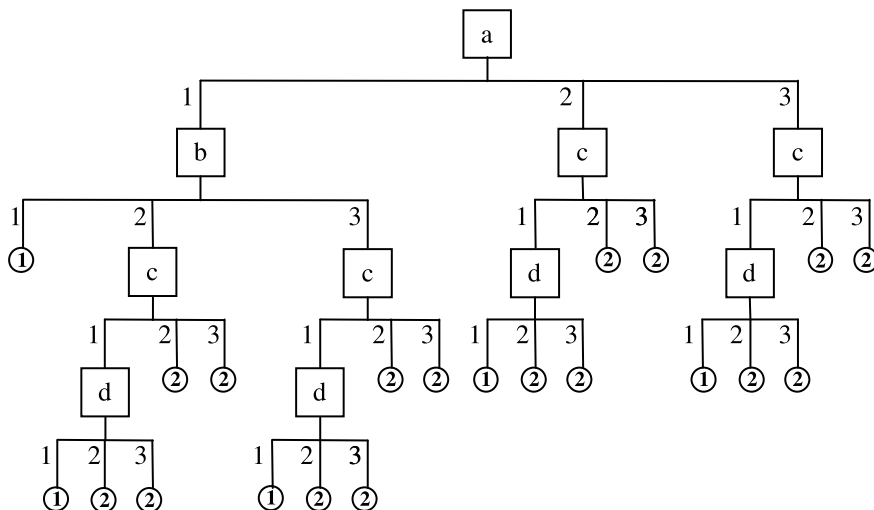 a
1 2 3
b c c
1 2 3 1 2 3 1 2 3
1 c c d 2 2 d 2 2
1 2 3 1 2 3 1 2 3 1 2 3
d 2 2 d 2 2 1 2 2 1 2 2
1 2 3 1 2 3
1 2 2 1 2 2